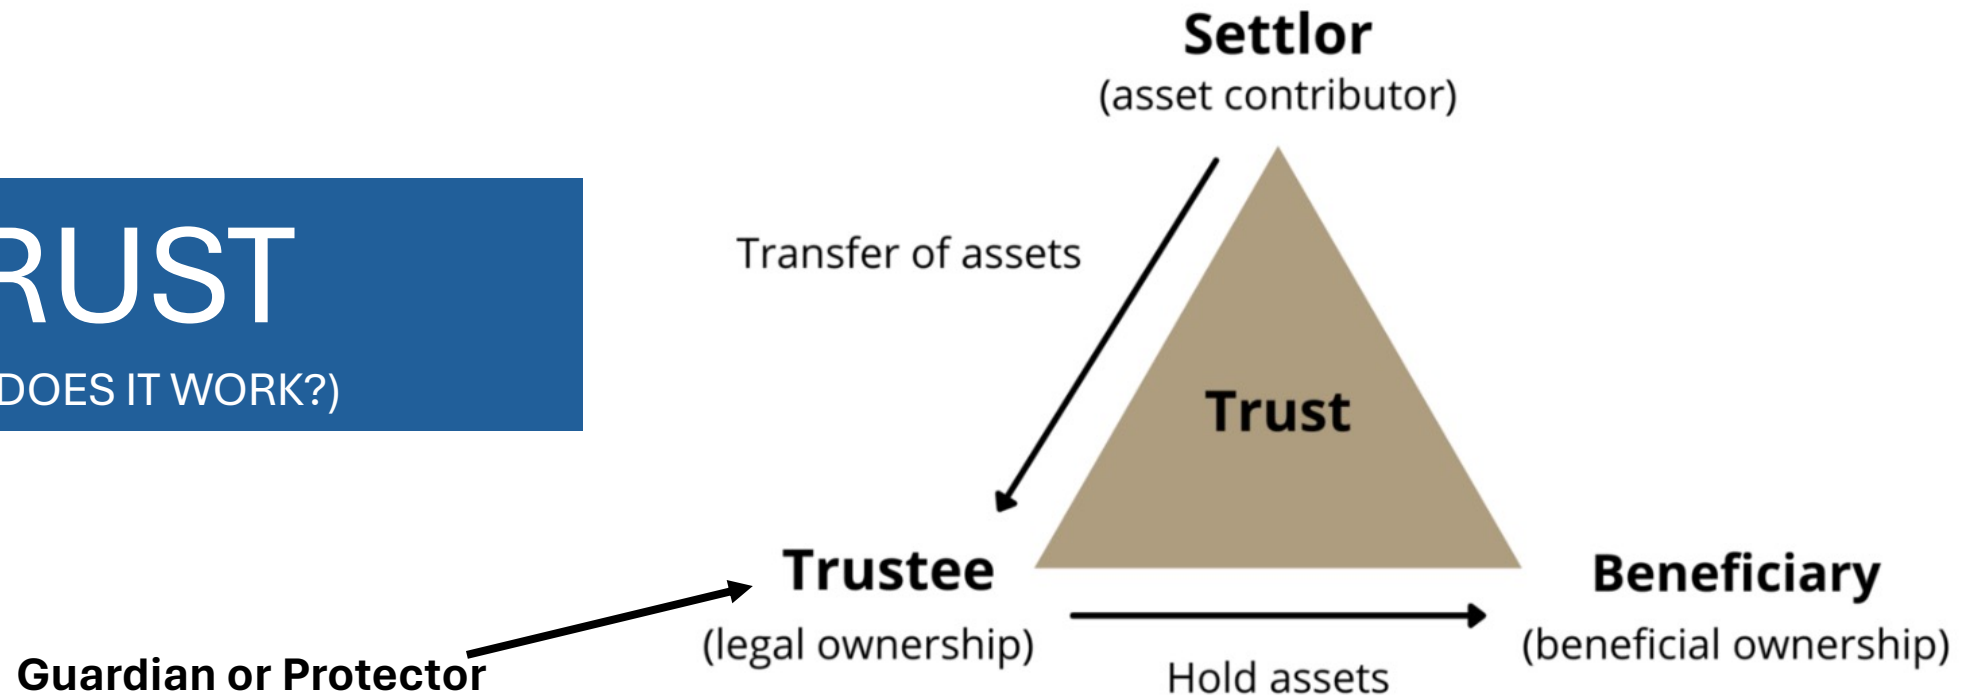 RUST
DOES IT WORK?)
Settlor
(asset contributor)
Transfer of assets
Trust
Trustee
(legal ownership)
Hold assets
Beneficiary
(beneficial ownership)
Guardian or Protector